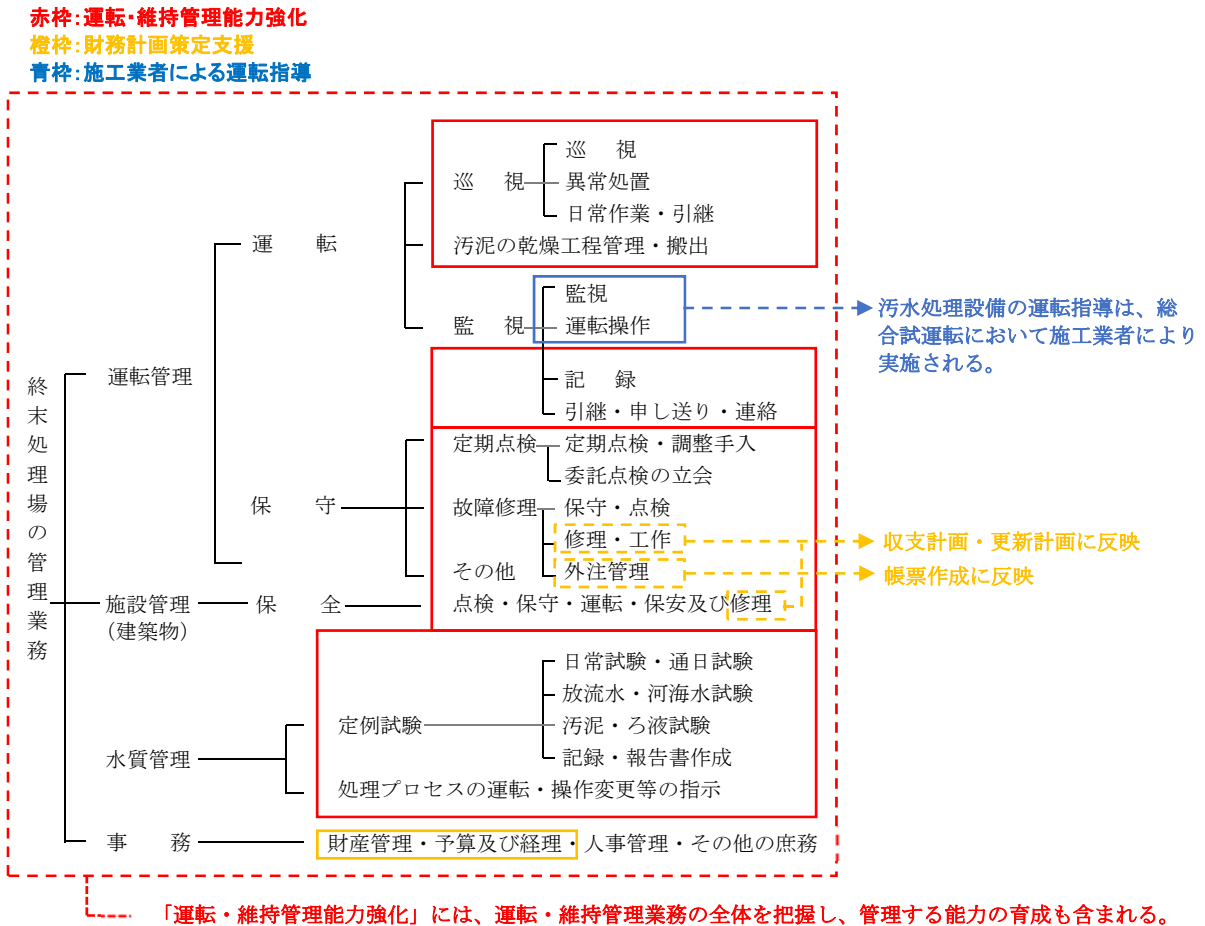 赤枠：運転・維持管理能力強化
橙枠：財務計画策定支援
青枠：施工業者による運転指導
終末処理場の管理業務
運転管理
運　　転
巡　視
巡　視
異常処置
日常作業・引継
汚泥の乾燥工程管理・搬出
監　視
監視
運転操作
記　録
引継・申し送り・連絡
汚水処理設備の運転指導は、総
合試運転において施工業者により
実施される。
保　　守
定期点検
定期点検・調整手入
委託点検の立会
故障修理
保守・点検
修理・工作
その他
外注管理
収支計画・更新計画に反映
帳票作成に反映
施設管理
（建築物）
保　　全
点検・保守・運転・保安及び修理
水質管理
定例試験
日常試験・通日試験
放流水・河海水試験
汚泥・ろ液試験
記録・報告書作成
処理プロセスの運転・操作変更等の指示
事　　務
財産管理・予算及び経理・人事管理・その他の庶務
「運転・維持管理能力強化」には、運転・維持管理業務の全体を把握し、管理する能力の育成も含まれる。